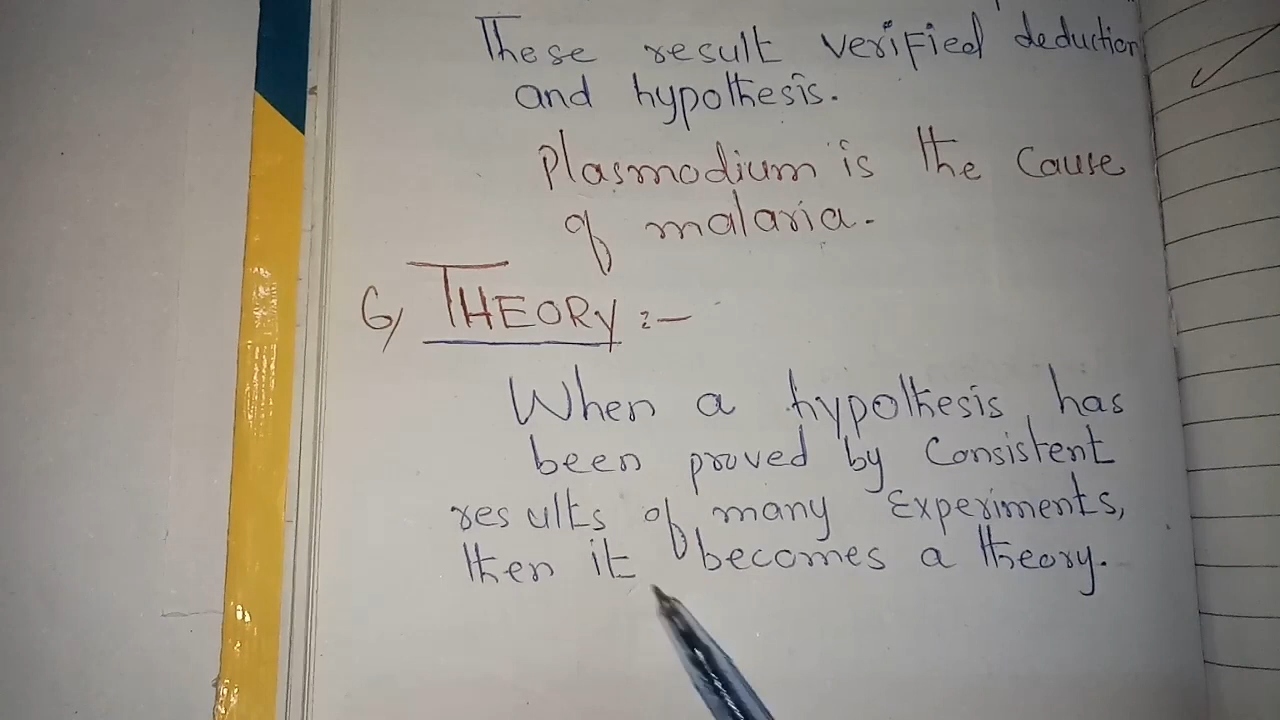 These result verified deduction
and hypothesis.
Plasmodium is the cause
of malaria.
6) THEORY :-
When a hypothesis has
been proved by Consistent
results of many Experiments,
then it becomes a theory.